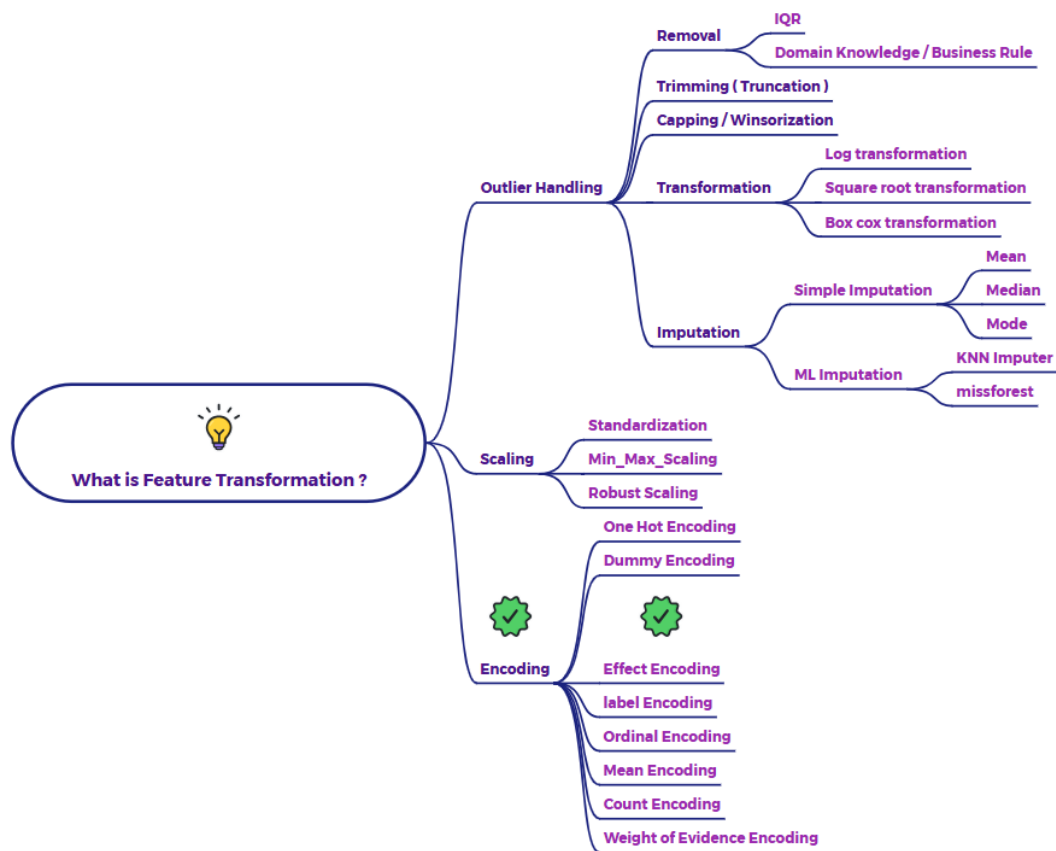 What is Feature Transformation ?
Outlier Handling
Removal
IQR
Domain Knowledge / Business Rule
Trimming ( Truncation )
Capping / Winsorization
Transformation
Log transformation
Square root transformation
Box cox transformation
Imputation
Simple Imputation
Mean
Median
Mode
ML Imputation
KNN Imputer
missforest
Scaling
Standardization
Min_Max_Scaling
Robust Scaling
Encoding
One Hot Encoding
Dummy Encoding
Effect Encoding
label Encoding
Ordinal Encoding
Mean Encoding
Count Encoding
Weight of Evidence Encoding